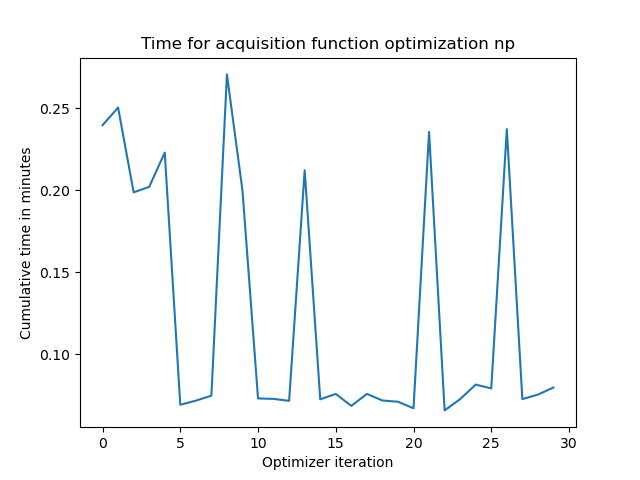 Time for acquisition function optimization np
Cumulative time in minutes
0.25
0.20
0.15
0.10
0 5 10 15 20 25 30
Optimizer iteration